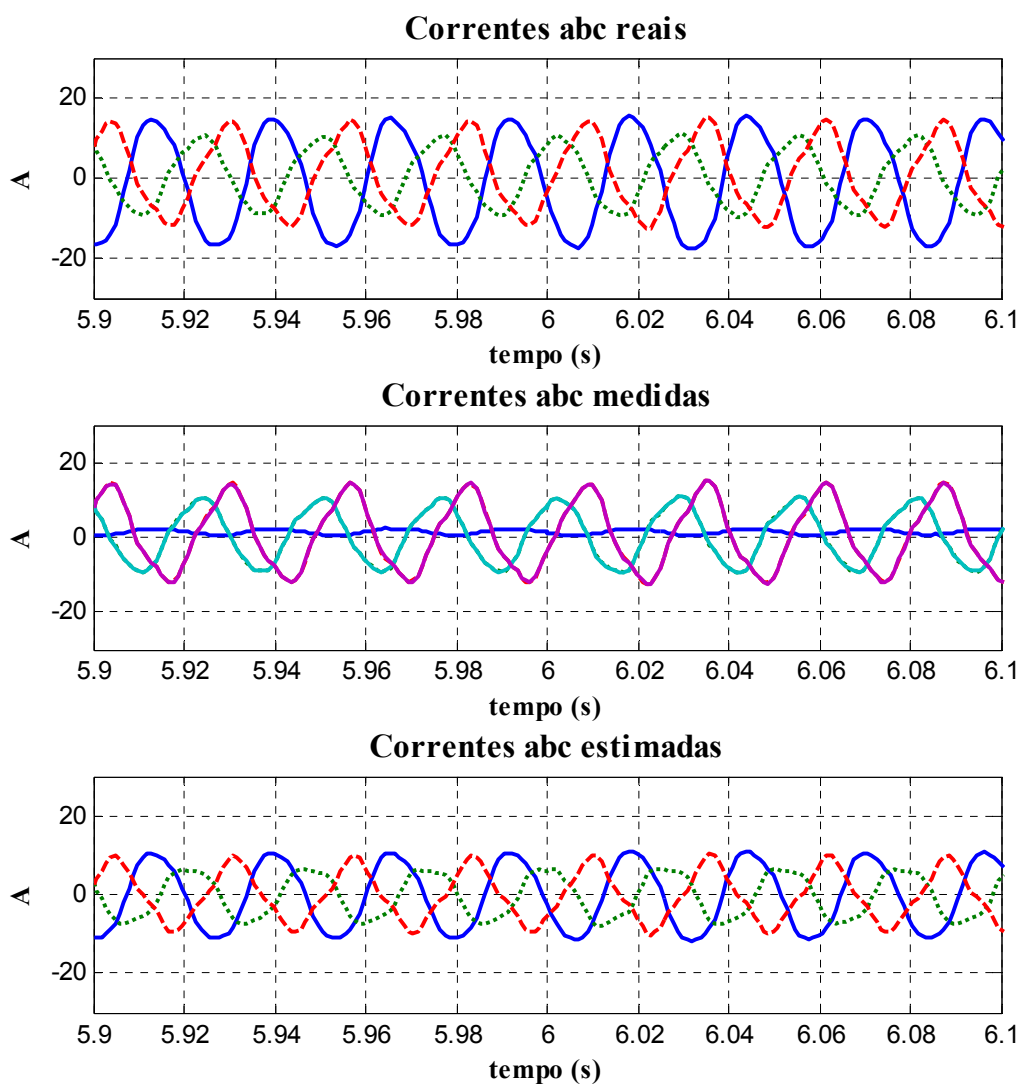 Correntes abc reais
20
0
-20
A
5.9 5.92 5.94 5.96 5.98 6 6.02 6.04 6.06 6.08 6.1
tempo (s)
Correntes abc medidas
20
0
-20
A
5.9 5.92 5.94 5.96 5.98 6 6.02 6.04 6.06 6.08 6.1
tempo (s)
Correntes abc estimadas
20
0
-20
A
5.9 5.92 5.94 5.96 5.98 6 6.02 6.04 6.06 6.08 6.1
tempo (s)